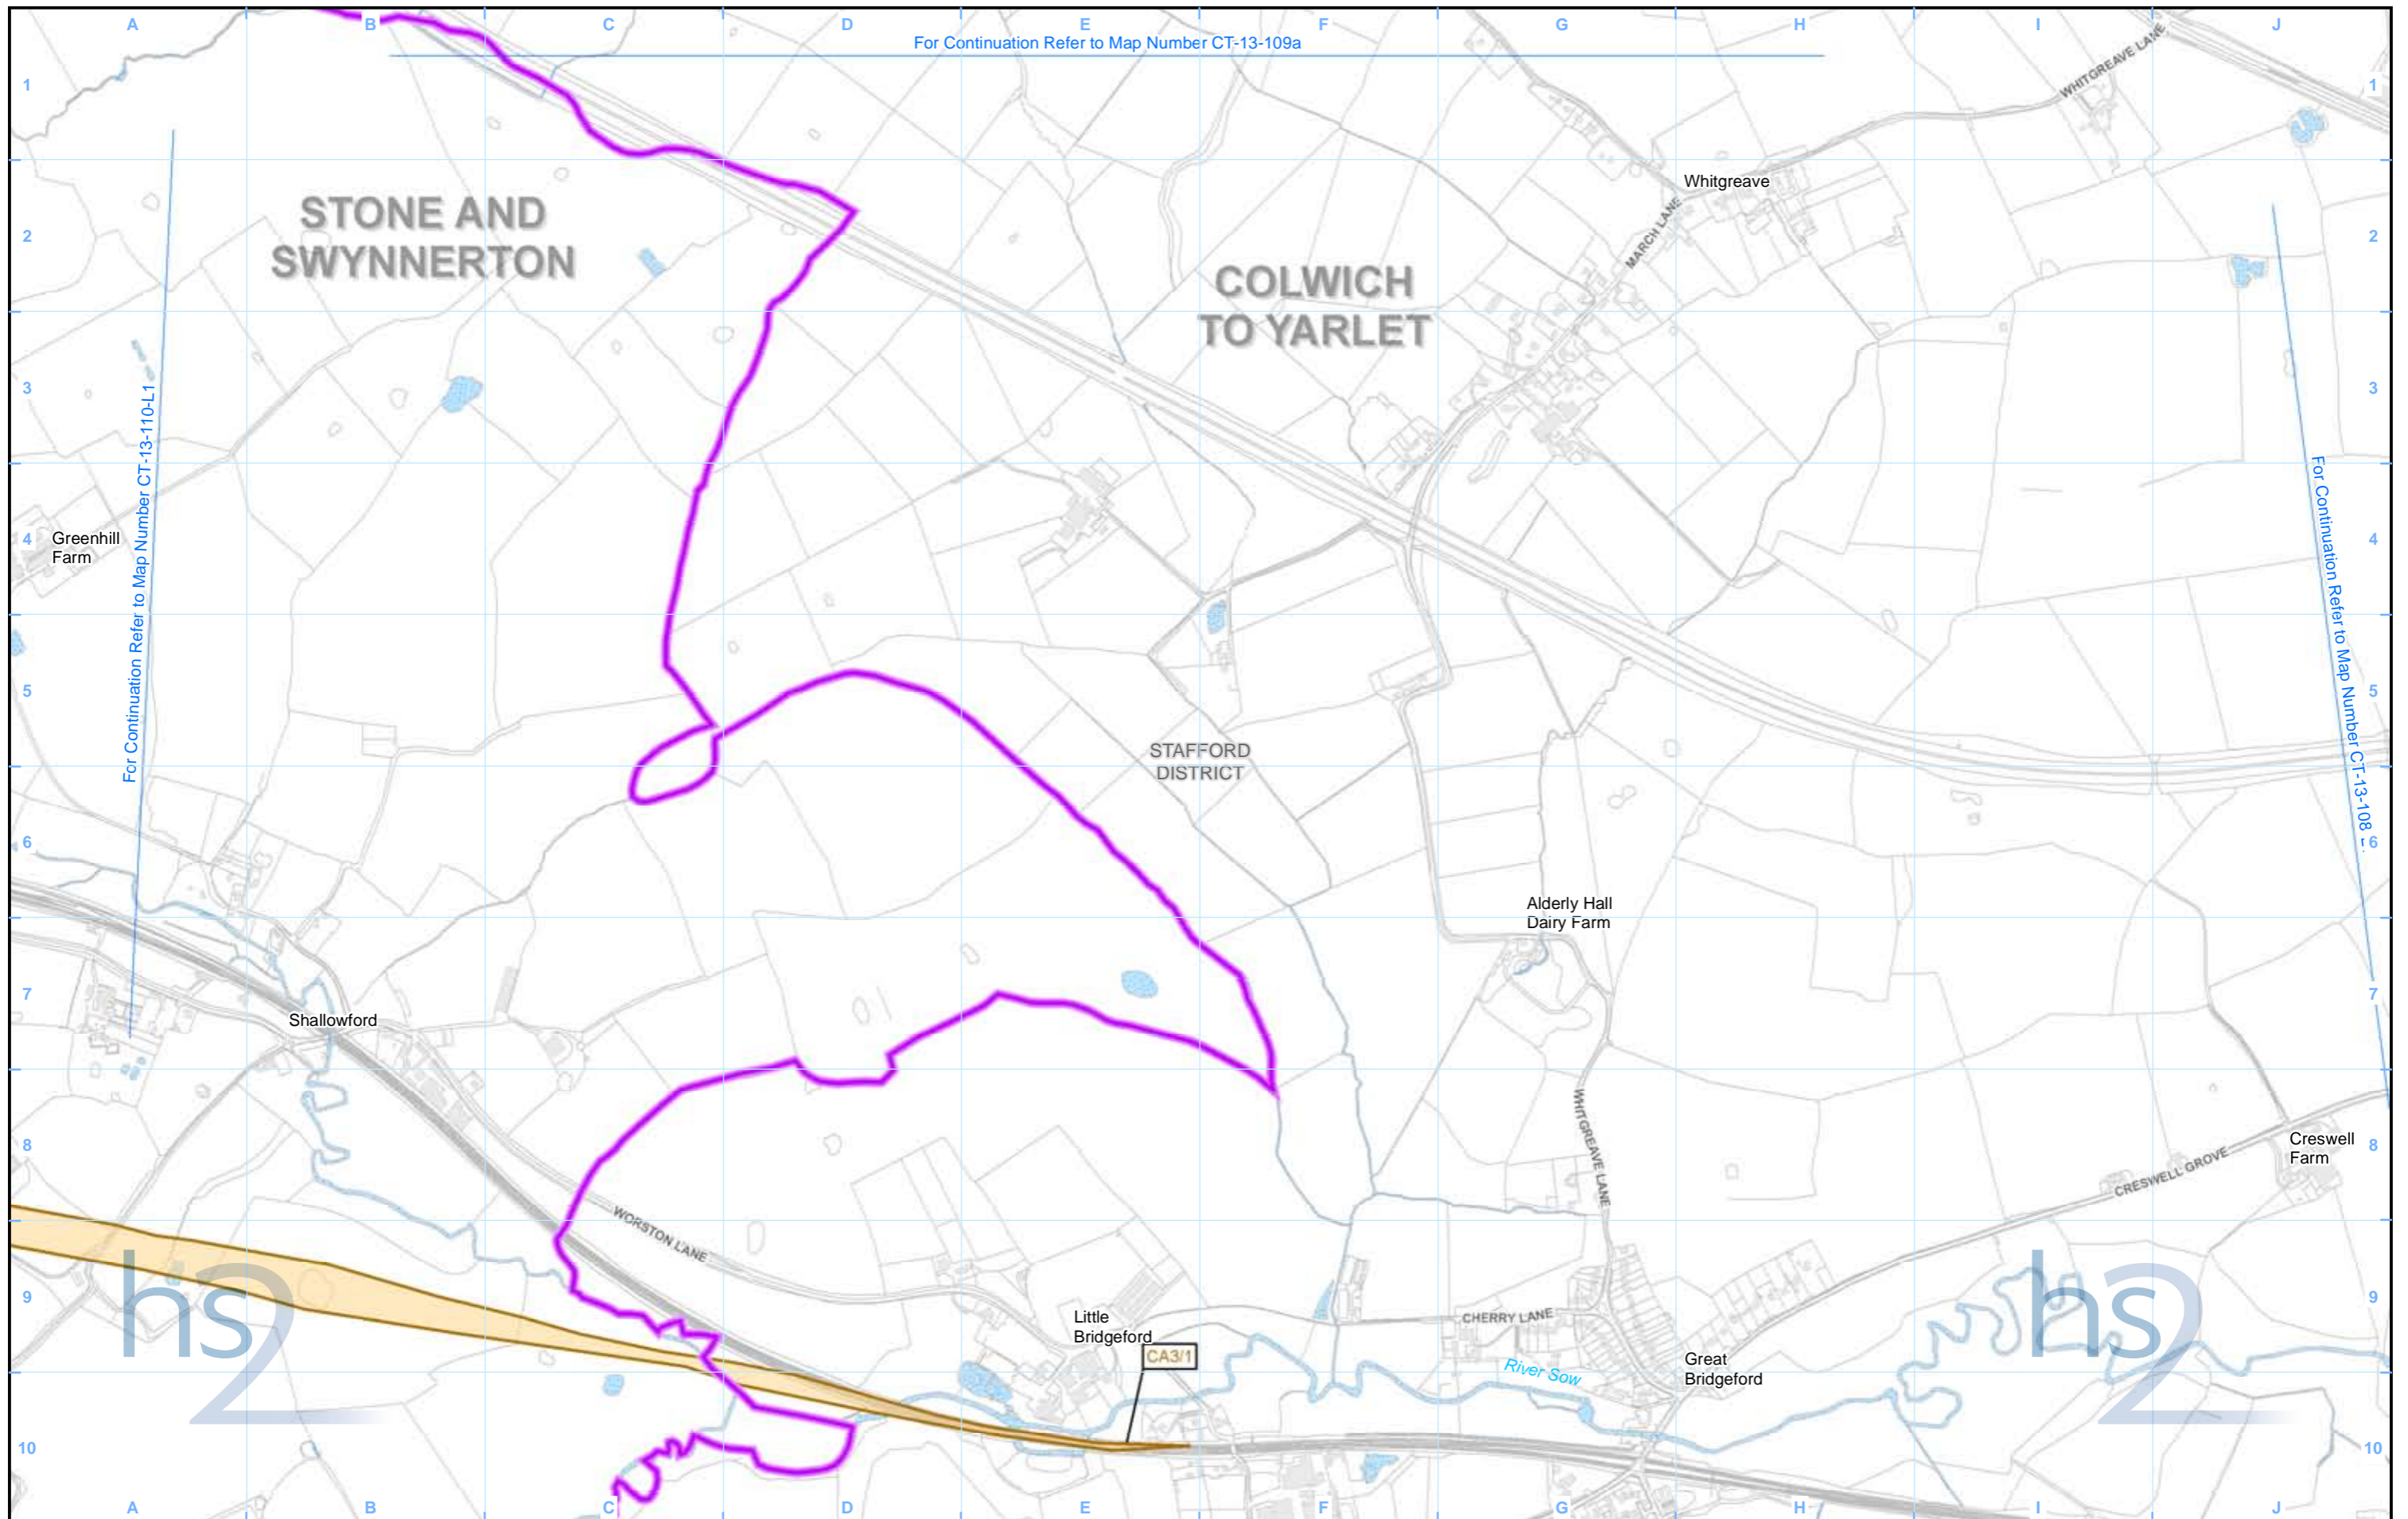 A B C D E F G H I J
For Continuation Refer to Map Number CT-13-109a
1 1
WHITGREAVE LANE
STONE AND
SWYNNERTON
2 2
Whitgreave
MARCH LANE
COLWICH
TO YARLET
3 3
For Continuation Refer to Map Number CT-13-110-L1
For Continuation Refer to Map Number CT-13-108
4 4
Greenhill
Farm
5 5
STAFFORD
DISTRICT
6 6
Alderly Hall
Dairy Farm
7 7
Shallowford
8 8
WHITGREAVE LANE
Creswell
Farm
CRESWELL GROVE
WORSTON LANE
9 9
hs2
hs2
Little
Bridgeford
CHERRY LANE
CA3/1
Great
Bridgeford
River Sow
10 10
A B C D E F G H I J